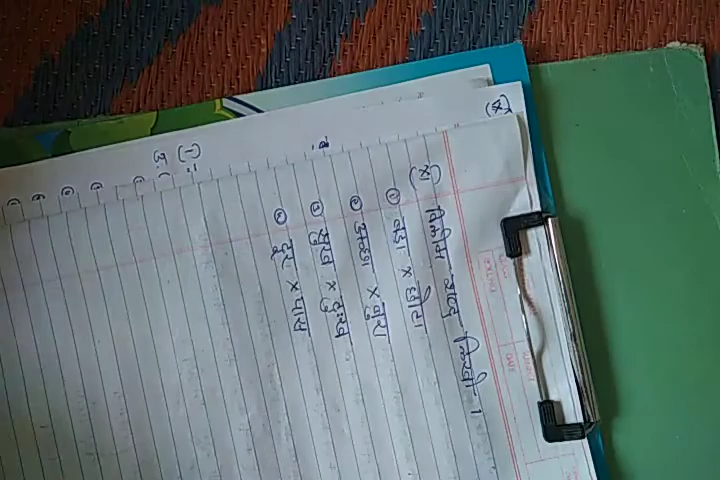 (x) विलोम शब्द लिखो - ।
① बड़ा × छोटा
② अच्छा × बुरा
③ सुख × दुःख
④ दूर × पास